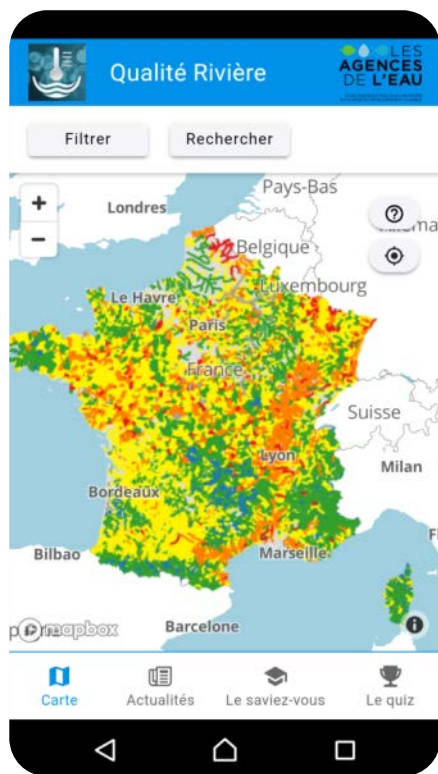 Qualité Rivière
LES
AGENCES
DE L'EAU
Filtrer
Rechercher
+
Pays-Bas
Londres
−
Belgique
Luxembourg
Le Havre
Paris
France
Suisse
Lyon
Milan
Bordeaux
Bilbao
Marseille
mapbox
Barcelone
Carte
Actualités
Le saviez-vous
Le quiz